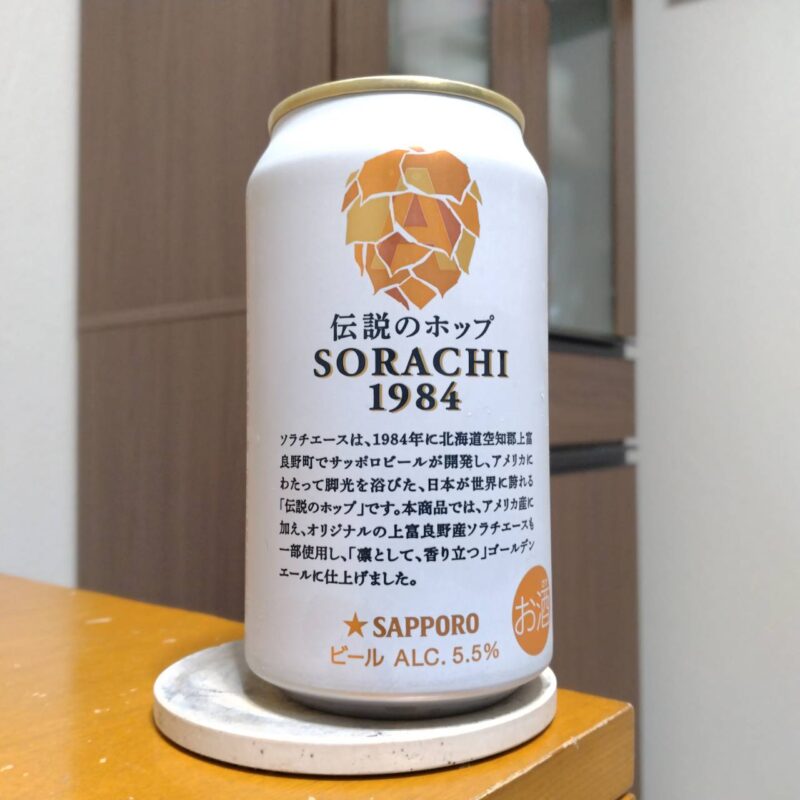 伝説のホップ
SORACHI
1984
ソラチエースは、1984年に北海道空知郡上富
良野町でサッポロビールが開発し、アメリカに
わたって脚光を浴びた、日本が世界に誇れる
「伝説のホップ」です。本商品では、アメリカ産に
加え、オリジナルの上富良野産ソラチエースも
一部使用し、「凛として、香り立つ」ゴールデン
エールに仕上げました。
お酒
★SAPPORO
ビール ALC. 5.5%